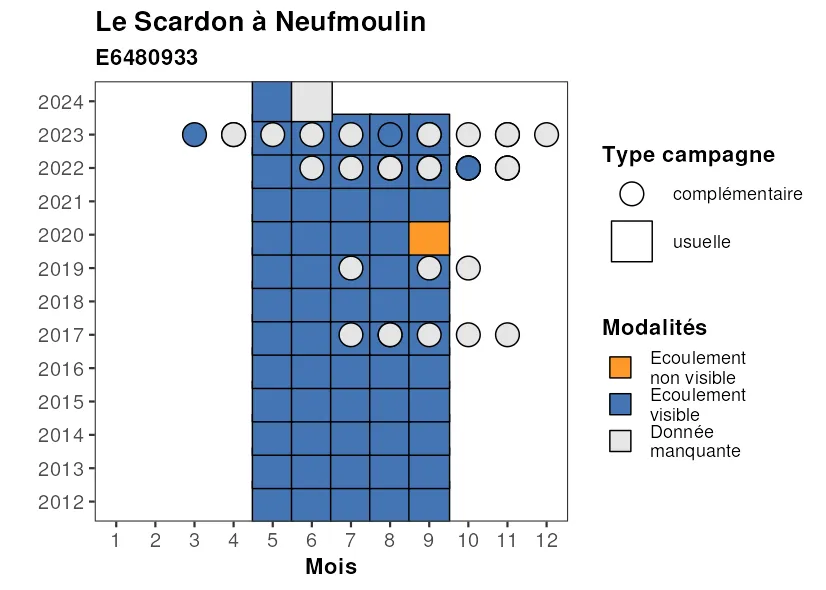 Le Scardon à Neufmoulin
E6480933
2024
2023
2022
2021
2020
2019
2018
2017
2016
2015
2014
2013
2012
1 2 3 4 5 6 7 8 9 10 11 12
Mois
Type campagne
complémentaire
usuelle
Modalités
Ecoulement
non visible
Ecoulement
visible
Donnée
manquante